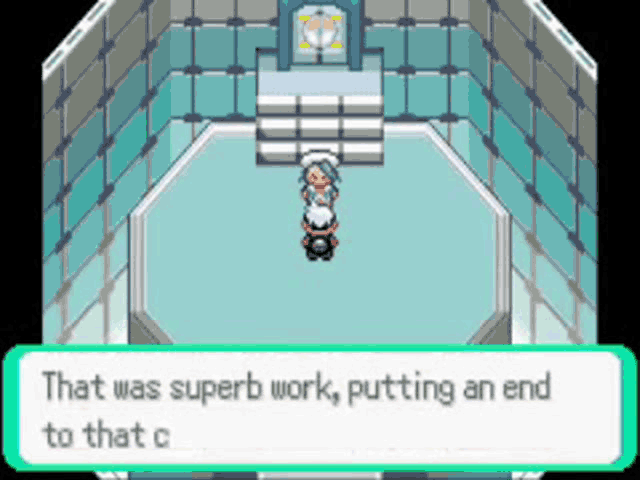 That was superb work, putting an end
to that c